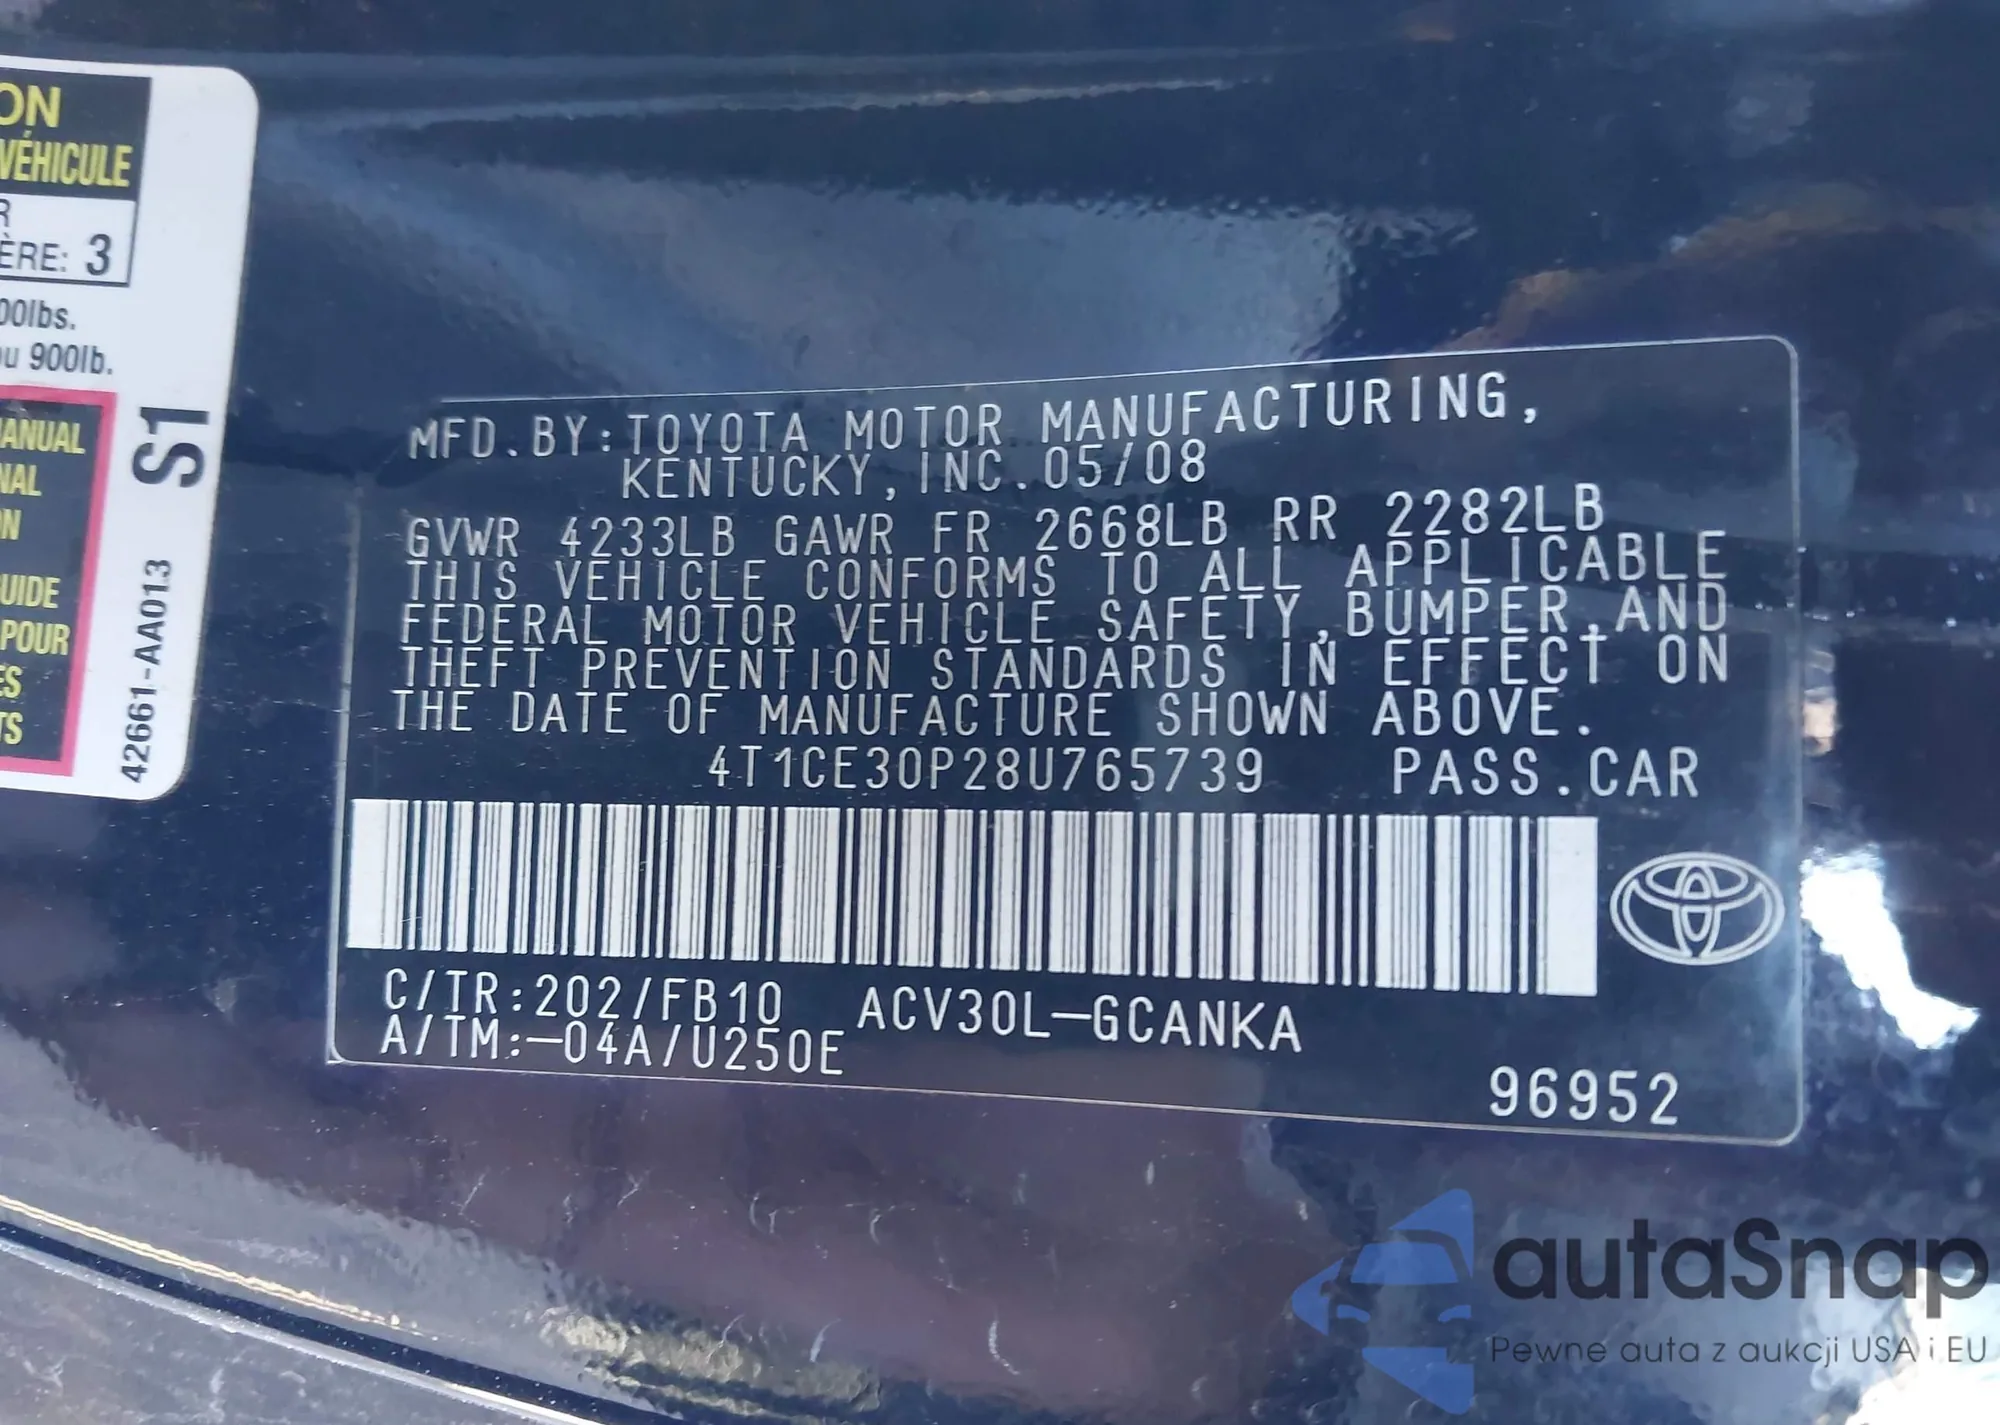 ON
VÉHICULE
R
ÈRE: 3
00lbs.
ou 900lb.
MANUAL
NAL
ON
GUIDE
POUR
ES
TS
S1
42661-AA013
MFD.BY:TOYOTA MOTOR MANUFACTURING,
KENTUCKY,INC.05/08
GVWR 4233LB GAWR FR 2668LB RR 2282LB
THIS VEHICLE CONFORMS TO ALL APPLICABLE
FEDERAL MOTOR VEHICLE SAFETY,BUMPER,AND
THEFT PREVENTION STANDARDS IN EFFECT ON
THE DATE OF MANUFACTURE SHOWN ABOVE.
4T1CE30P28U765739 PASS.CAR
C/TR:202/FB10 ACV30L-GCANKA
A/TM:-04A/U250E
96952
autaSnap
Pewne auta z aukcji USA i EU